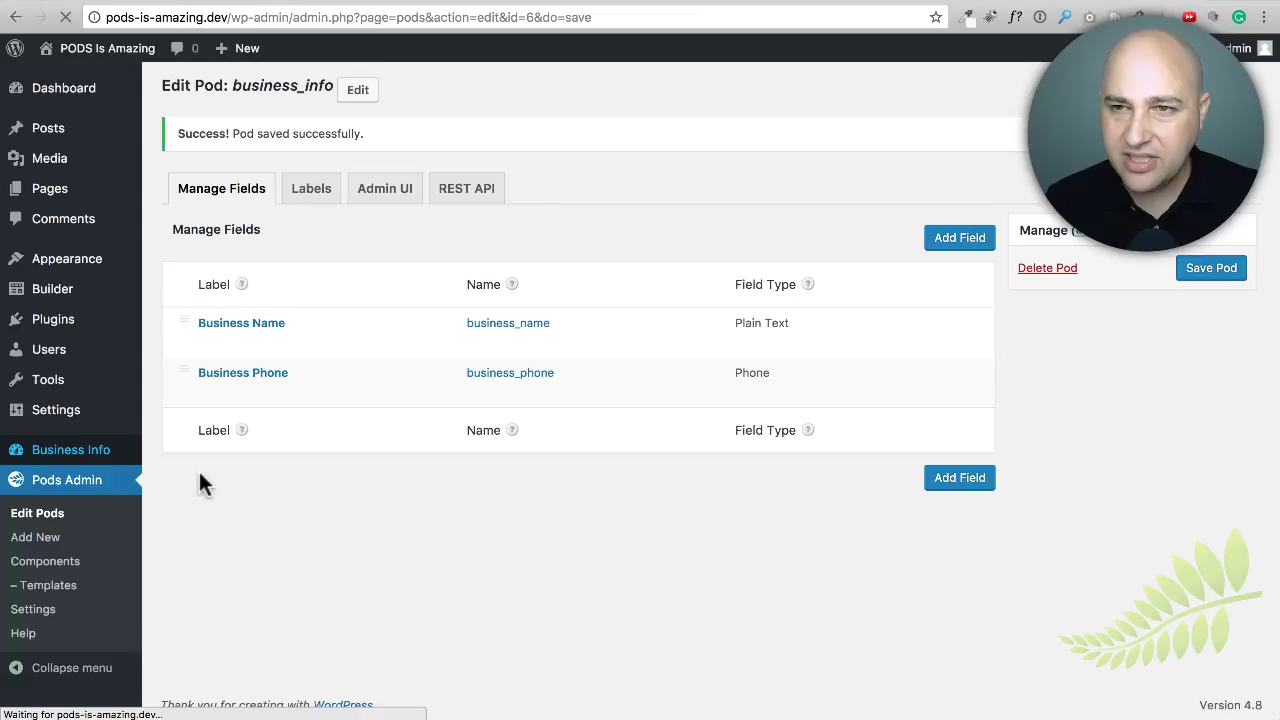 pods-is-amazing.dev/wp-admin/admin.php?page=pods&action=edit&id=6&do=save
PODS Is Amazing 0 New
Dashboard
Posts
Media
Pages
Comments
Appearance
Builder
Plugins
Users
Tools
Settings
Business Info
Pods Admin
Edit Pods
Add New
Components
– Templates
Settings
Help
Collapse menu
Edit Pod: business_info Edit
Success! Pod saved successfully.
Manage Fields Labels Admin UI REST API
Manage Fields
Add Field
Label ? Name ? Field Type ?
Business Name business_name Plain Text
Business Phone business_phone Phone
Label ? Name ? Field Type ?
Add Field
Manage
Delete Pod Save Pod
Thank you for creating with WordPress
Version 4.8
Waiting for pods-is-amazing.dev...